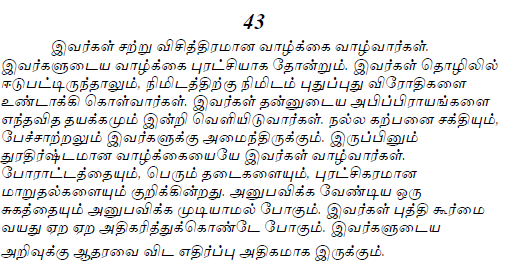 43
இவர்கள் சற்று விசித்திரமான வாழ்க்கை வாழ்வார்கள்.
இவர்களுடைய வாழ்க்கை புரட்சியாக தோன்றும். இவர்கள் தொழிலில்
ஈடுபட்டிருந்தாலும், நிமிடத்திற்கு நிமிடம் புதுப்புது விரோதிகளை
உண்டாக்கி கொள்வார்கள். இவர்கள் தன்னுடைய அபிப்பிராயங்களை
எந்தவித தயக்கமும் இன்றி வெளியிடுவார்கள். நல்ல கற்பனை சக்தியும்,
பேச்சாற்றலும் இவர்களுக்கு அமைந்திருக்கும். இருப்பினும்
துரதிர்ஷ்டமான வாழ்க்கையையே இவர்கள் வாழ்வார்கள்.
போராட்டத்தையும், பெரும் தடைகளையும், புரட்சிகரமான
மாறுதல்களையும் குறிக்கின்றது. அனுபவிக்க வேண்டிய ஒரு
சுகத்தையும் அனுபவிக்க முடியாமல் போகும். இவர்கள் புத்தி கூர்மை
வயது ஏற ஏற அதிகரித்துக்கொண்டே போகும். இவர்களுடைய
அறிவுக்கு ஆதரவை விட எதிர்ப்பு அதிகமாக இருக்கும்.